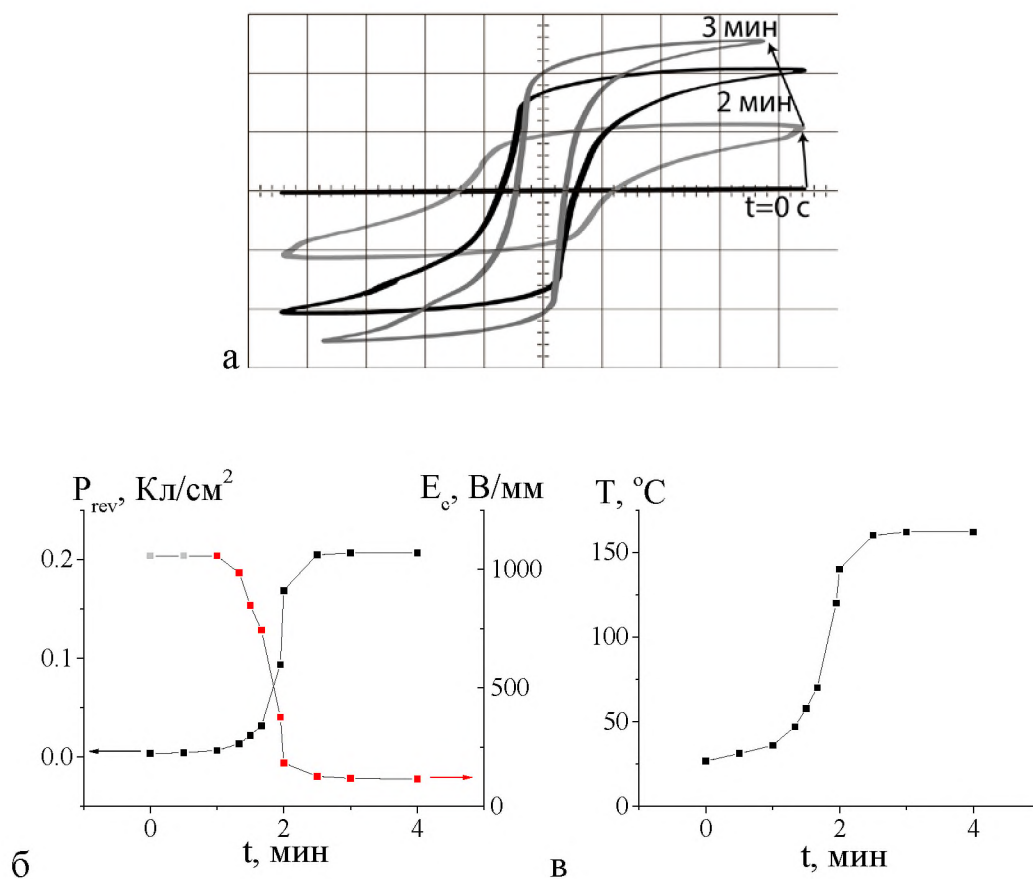 3 мин
2 мин
t=0 с
а
P_rev, Кл/см²
E_c, В/мм
T, °C
0.2
0.1
0.0
1000
500
0
150
100
50
0
0 2 4
0 2 4
t, мин
t, мин
б
в